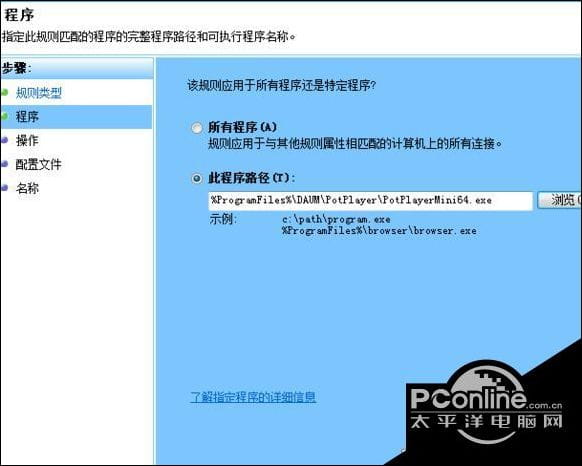 程序
指定此规则匹配的程序的完整程序路径和可执行程序名称。
步骤:
规则类型
程序
操作
配置文件
名称
该规则应用于所有程序还是特定程序?
所有程序(A)
规则应用于与其他规则属性相匹配的计算机上的所有连接。
此程序路径(T):
%ProgramFiles%\DAUM\PotPlayer\PotPlayerMini64.exe
浏览(
示例:
c:\path\program.exe
%ProgramFiles%\browser\browser.exe
了解指定程序的详细信息
PConline.com.cn
太平洋电脑网